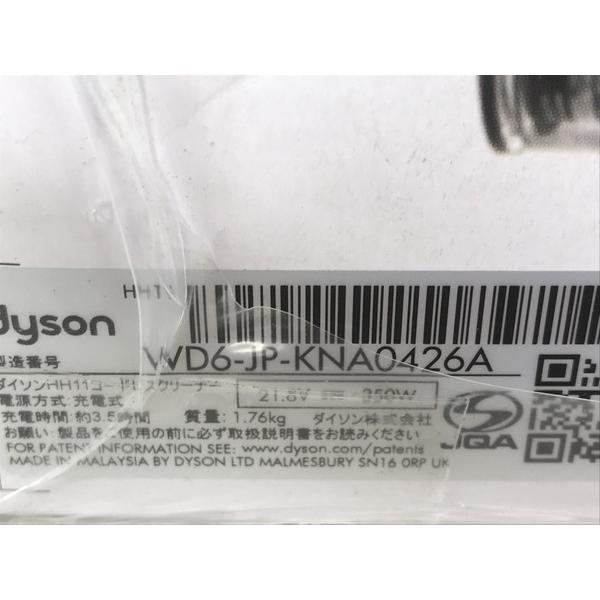 HH11
dyson
製造番号 WD6-JP-KNA0426A
ダイソンHH11コードレスクリーナー
電源方式:充電式 21.6V 350W
充電時間:約3.5時間 質量:1.76kg ダイソン株式会社
お願い:製品をご使用の前に必ず取扱説明書をお読みください
JQA
FOR PATENT INFORMATION SEE: www.dyson.com/patents
MADE IN MALAYSIA BY DYSON LTD MALMESBURY SN16 0RP UK